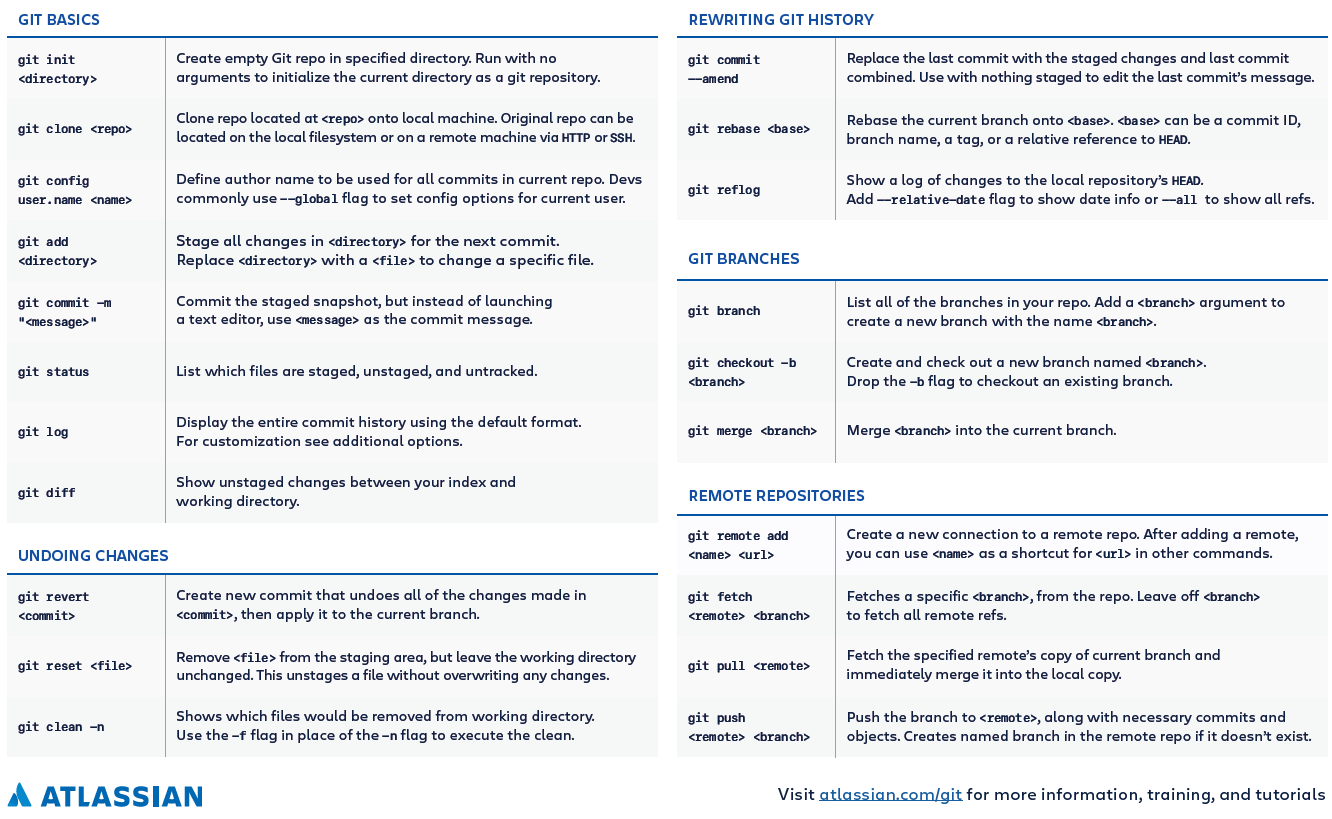 GIT BASICS
git init
<directory>
Create empty Git repo in specified directory. Run with no
arguments to initialize the current directory as a git repository.
git clone <repo>
Clone repo located at <repo> onto local machine. Original repo can be
located on the local filesystem or on a remote machine via HTTP or SSH.
git config
user.name <name>
Define author name to be used for all commits in current repo. Devs
commonly use --global flag to set config options for current user.
git add
<directory>
Stage all changes in <directory> for the next commit.
Replace <directory> with a <file> to change a specific file.
git commit -m
"<message>"
Commit the staged snapshot, but instead of launching
a text editor, use <message> as the commit message.
git status
List which files are staged, unstaged, and untracked.
git log
Display the entire commit history using the default format.
For customization see additional options.
git diff
Show unstaged changes between your index and
working directory.
UNDOING CHANGES
git revert
<commit>
Create new commit that undoes all of the changes made in
<commit>, then apply it to the current branch.
git reset <file>
Remove <file> from the staging area, but leave the working directory
unchanged. This unstages a file without overwriting any changes.
git clean -n
Shows which files would be removed from working directory.
Use the -f flag in place of the -n flag to execute the clean.
REWRITING GIT HISTORY
git commit
--amend
Replace the last commit with the staged changes and last commit
combined. Use with nothing staged to edit the last commit's message.
git rebase <base>
Rebase the current branch onto <base>. <base> can be a commit ID,
branch name, a tag, or a relative reference to HEAD.
git reflog
Show a log of changes to the local repository's HEAD.
Add --relative-date flag to show date info or --all to show all refs.
GIT BRANCHES
git branch
List all of the branches in your repo. Add a <branch> argument to
create a new branch with the name <branch>.
git checkout -b
<branch>
Create and check out a new branch named <branch>.
Drop the -b flag to checkout an existing branch.
git merge <branch>
Merge <branch> into the current branch.
REMOTE REPOSITORIES
git remote add
<name> <url>
Create a new connection to a remote repo. After adding a remote,
you can use <name> as a shortcut for <url> in other commands.
git fetch
<remote> <branch>
Fetches a specific <branch>, from the repo. Leave off <branch>
to fetch all remote refs.
git pull <remote>
Fetch the specified remote's copy of current branch and
immediately merge it into the local copy.
git push
<remote> <branch>
Push the branch to <remote>, along with necessary commits and
objects. Creates named branch in the remote repo if it doesn't exist.
ATLASSIAN
Visit atlassian.com/git for more information, training, and tutorials